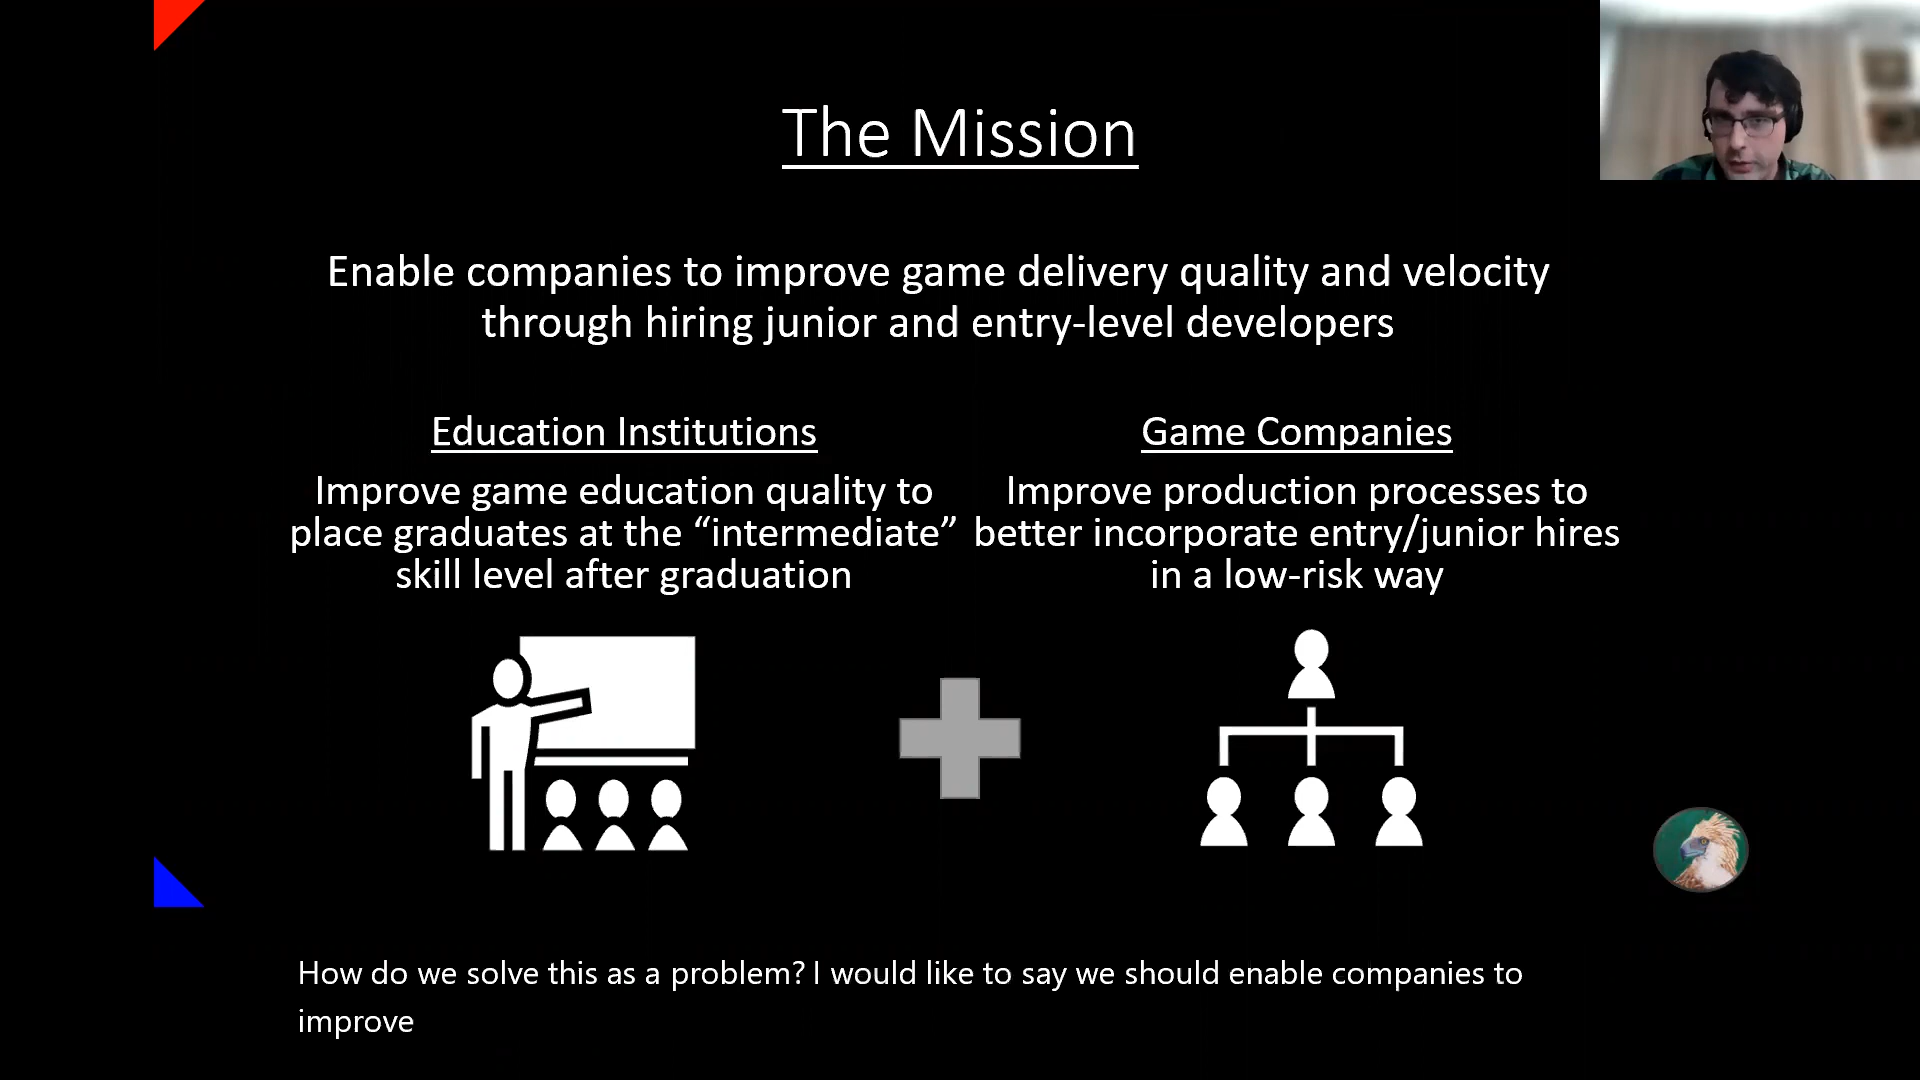 The Mission
Enable companies to improve game delivery quality and velocity
through hiring junior and entry-level developers
Education Institutions
Improve game education quality to
place graduates at the “intermediate”
skill level after graduation
Game Companies
Improve production processes to
better incorporate entry/junior hires
in a low-risk way
How do we solve this as a problem? I would like to say we should enable companies to
improve